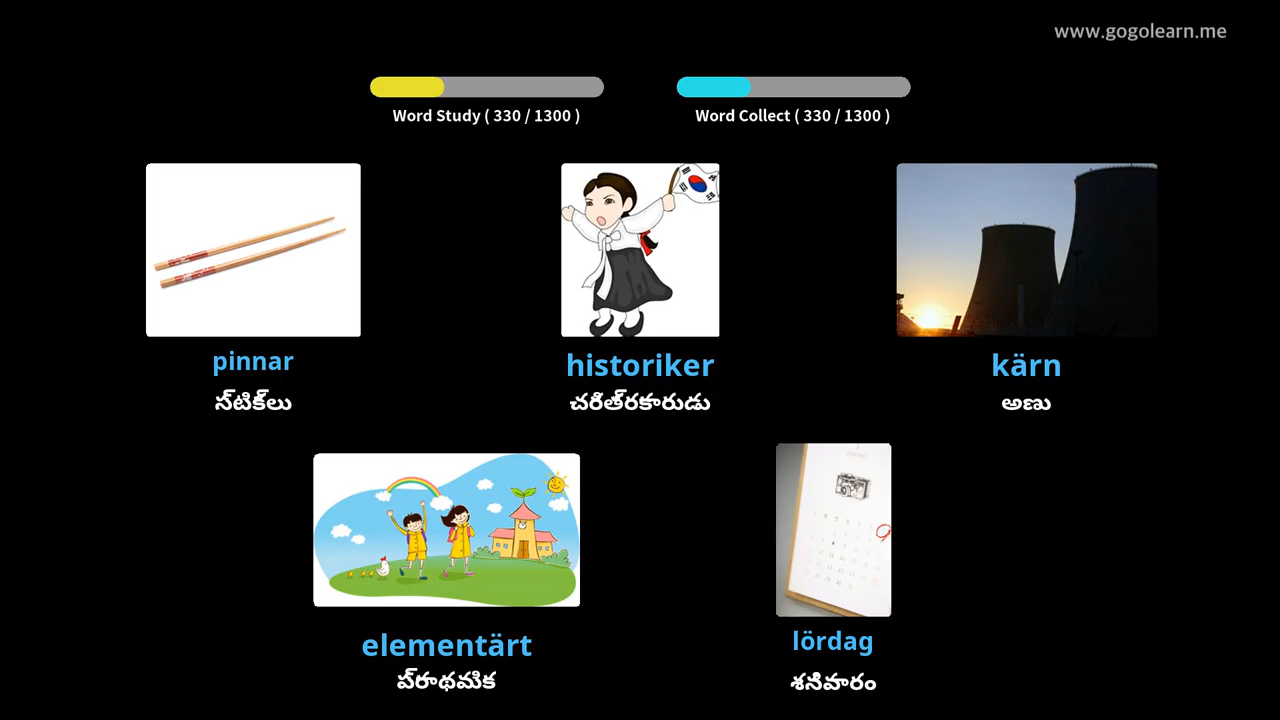 www.gogolearn.me
Word Study ( 330 / 1300 )
Word Collect ( 330 / 1300 )
pinnar
historiker
kärn
స్టిక్‌లు
చరిత్రకారుడు
అణు
elementärt
lördag
ప్రాథమిక
శనివారం